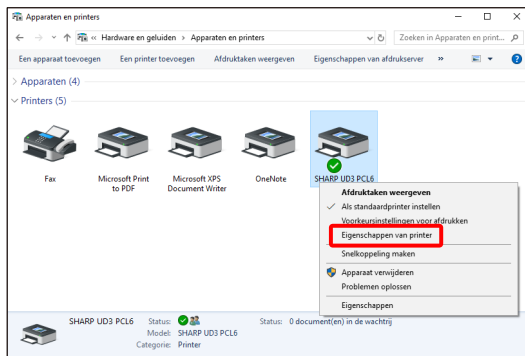 Apparaten en printers
Hardware en geluiden > Apparaten en printers
Zoeken in Apparaten en print...
Een apparaat toevoegen Een printer toevoegen Afdruktaken weergeven Eigenschappen van afdrukserver »
Apparaten (4)
Printers (5)
Fax
Microsoft Print
to PDF
Microsoft XPS
Document Writer
OneNote
SHARP UD3 PCL6
Afdruktaken weergeven
Als standaardprinter instellen
Voorkeursinstellingen voor afdrukken
Eigenschappen van printer
Snelkoppeling maken
Apparaat verwijderen
Problemen oplossen
Eigenschappen
SHARP UD3 PCL6 Status: Status: 0 document(en) in de wachtrij
Model: SHARP UD3 PCL6
Categorie: Printer